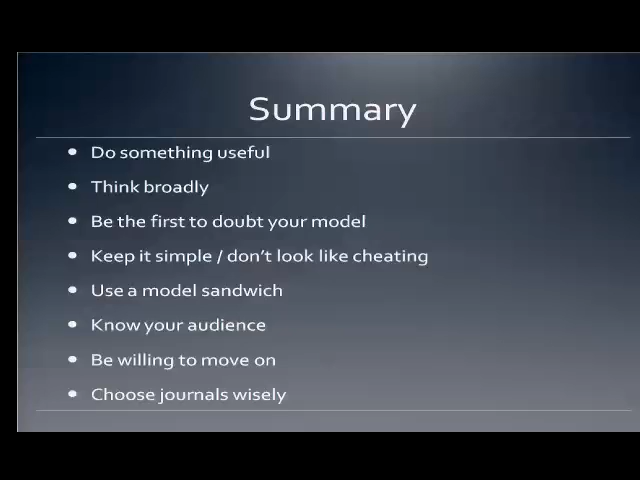 Summary
• Do something useful
• Think broadly
• Be the first to doubt your model
• Keep it simple / don't look like cheating
• Use a model sandwich
• Know your audience
• Be willing to move on
• Choose journals wisely